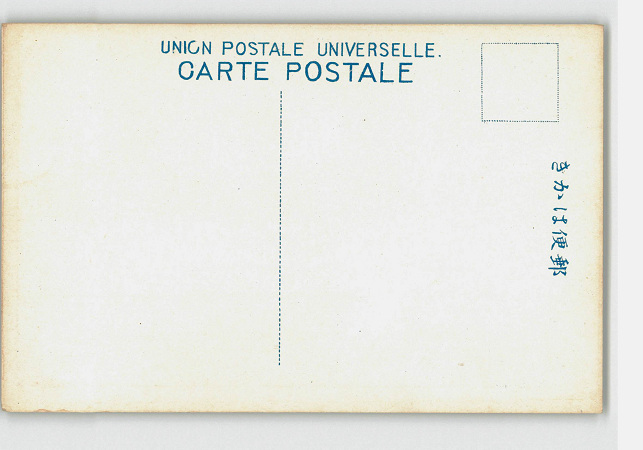 UNION POSTALE UNIVERSELLE.
CARTE POSTALE
きかは便郵